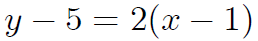 y − 5 = 2(x − 1)